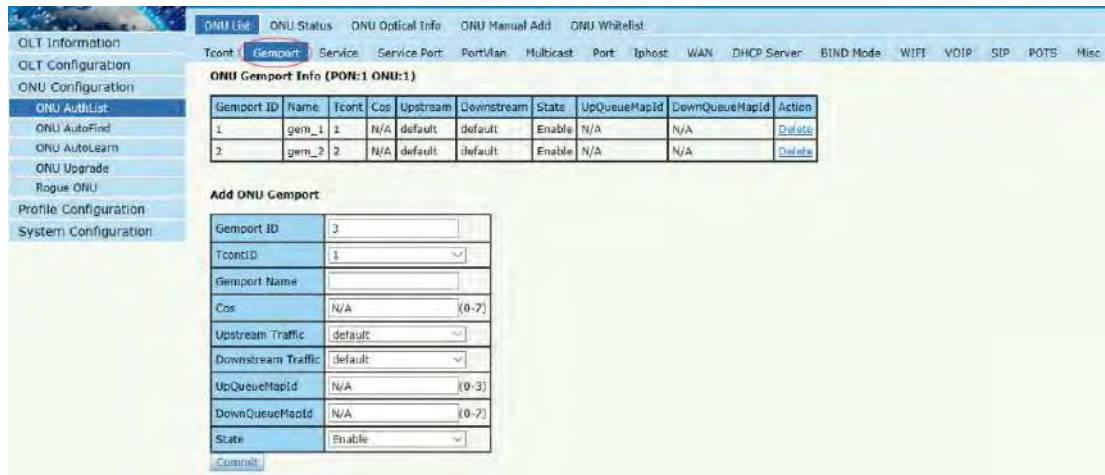 ONU List ONU Status ONU Optical Info ONU Manual Add ONU Whitelist
OLT Information
OLT Configuration
ONU Configuration
ONU AuthList
ONU AutoFind
ONU AutoLearn
ONU Upgrade
Rogue ONU
Profile Configuration
System Configuration
Tcont Gemport Service Service Port PortVlan Multicast Port Iphost WAN DHCP Server BIND Mode WIFI VOIP SIP POTS Misc
ONU Gemport Info (PON:1 ONU:1)
Gemport ID Name Tcont Cos Upstream Downstream State UpQueueMapId DownQueueMapId Action
1 gem_1 1 N/A default default Enable N/A N/A Delete
2 gem_2 2 N/A default default Enable N/A N/A Delete
Add ONU Gemport
Gemport ID 3
TcontID 1
Gemport Name
Cos N/A (0-7)
Upstream Traffic default
Downstream Traffic default
UpQueueMapId N/A (0-3)
DownQueueMapId N/A (0-7)
State Enable
Commit